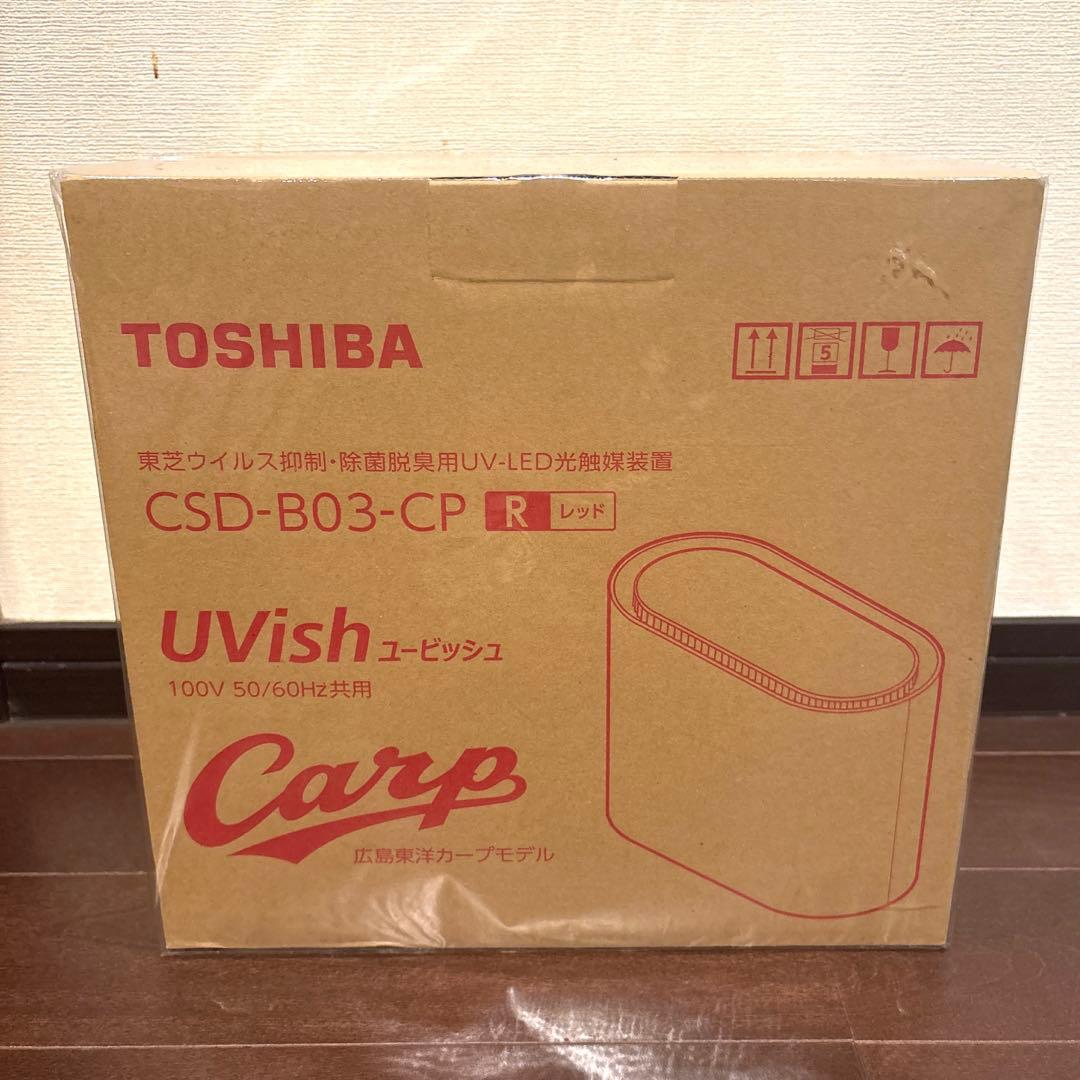 TOSHIBA
5
東芝ウイルス抑制・除菌脱臭用UV-LED光触媒装置
CSD-B03-CP R レッド
UVish ユービッシュ
100V 50/60Hz共用
Carp
広島東洋カープモデル